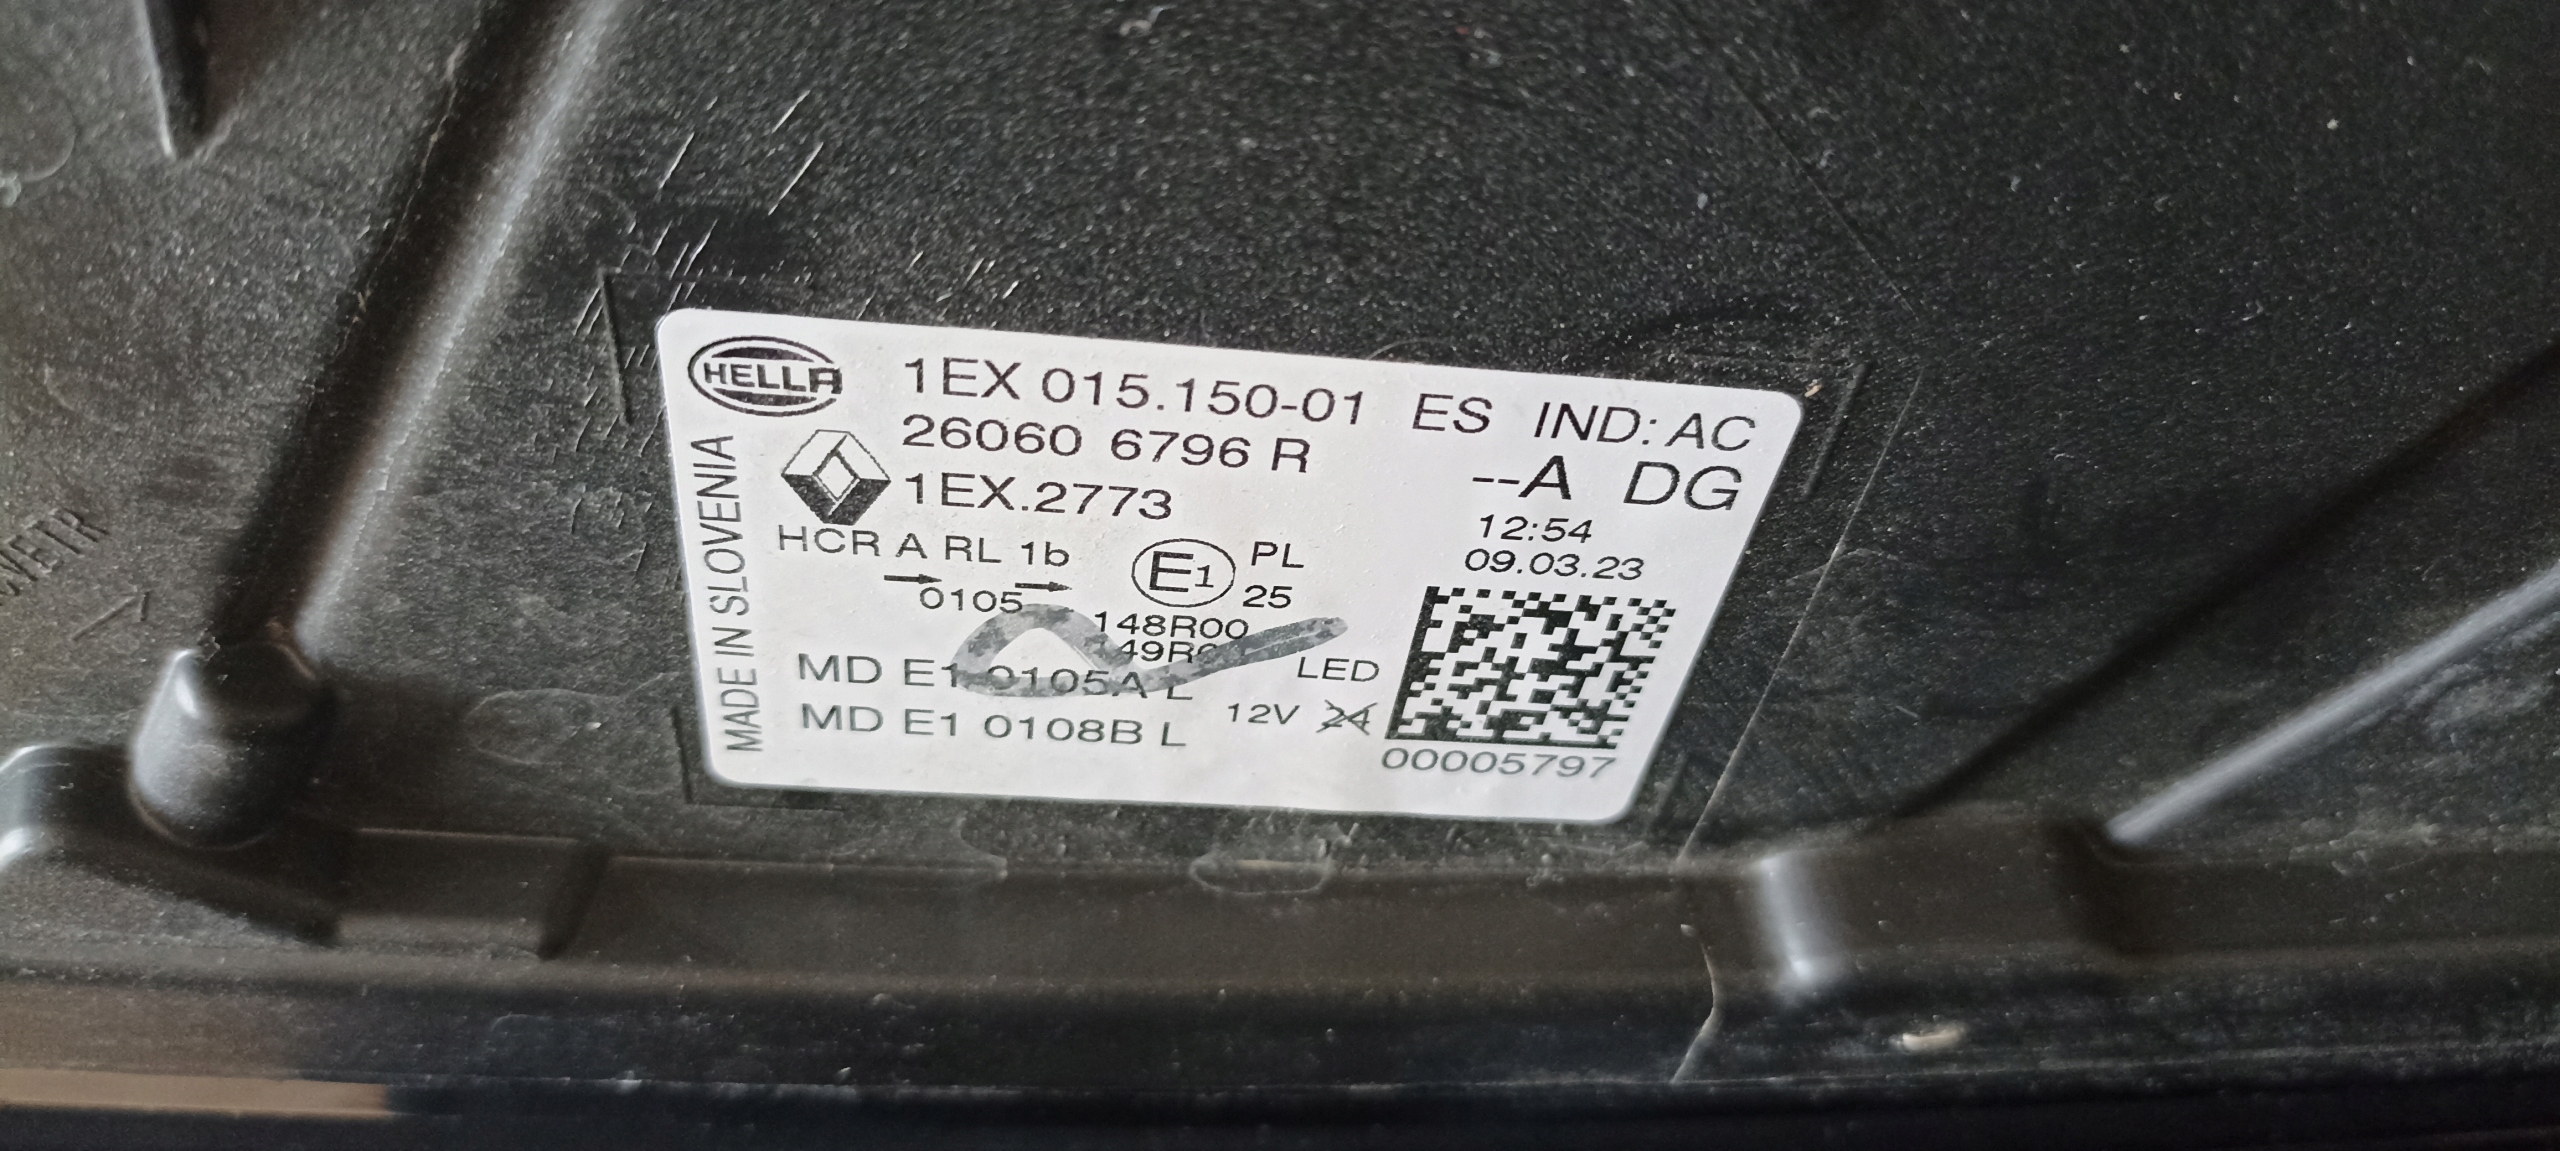 HELLA
1EX 015.150-01 ES IND: AC
26060 6796 R
--A DG
1EX.2773
12:54
09.03.23
HCR A RL 1b
E1
PL
0105
25
148R00
MD E1 0105A L
LED
MD E1 0108B L
12V 24
00005797
MADE IN SLOVENIA